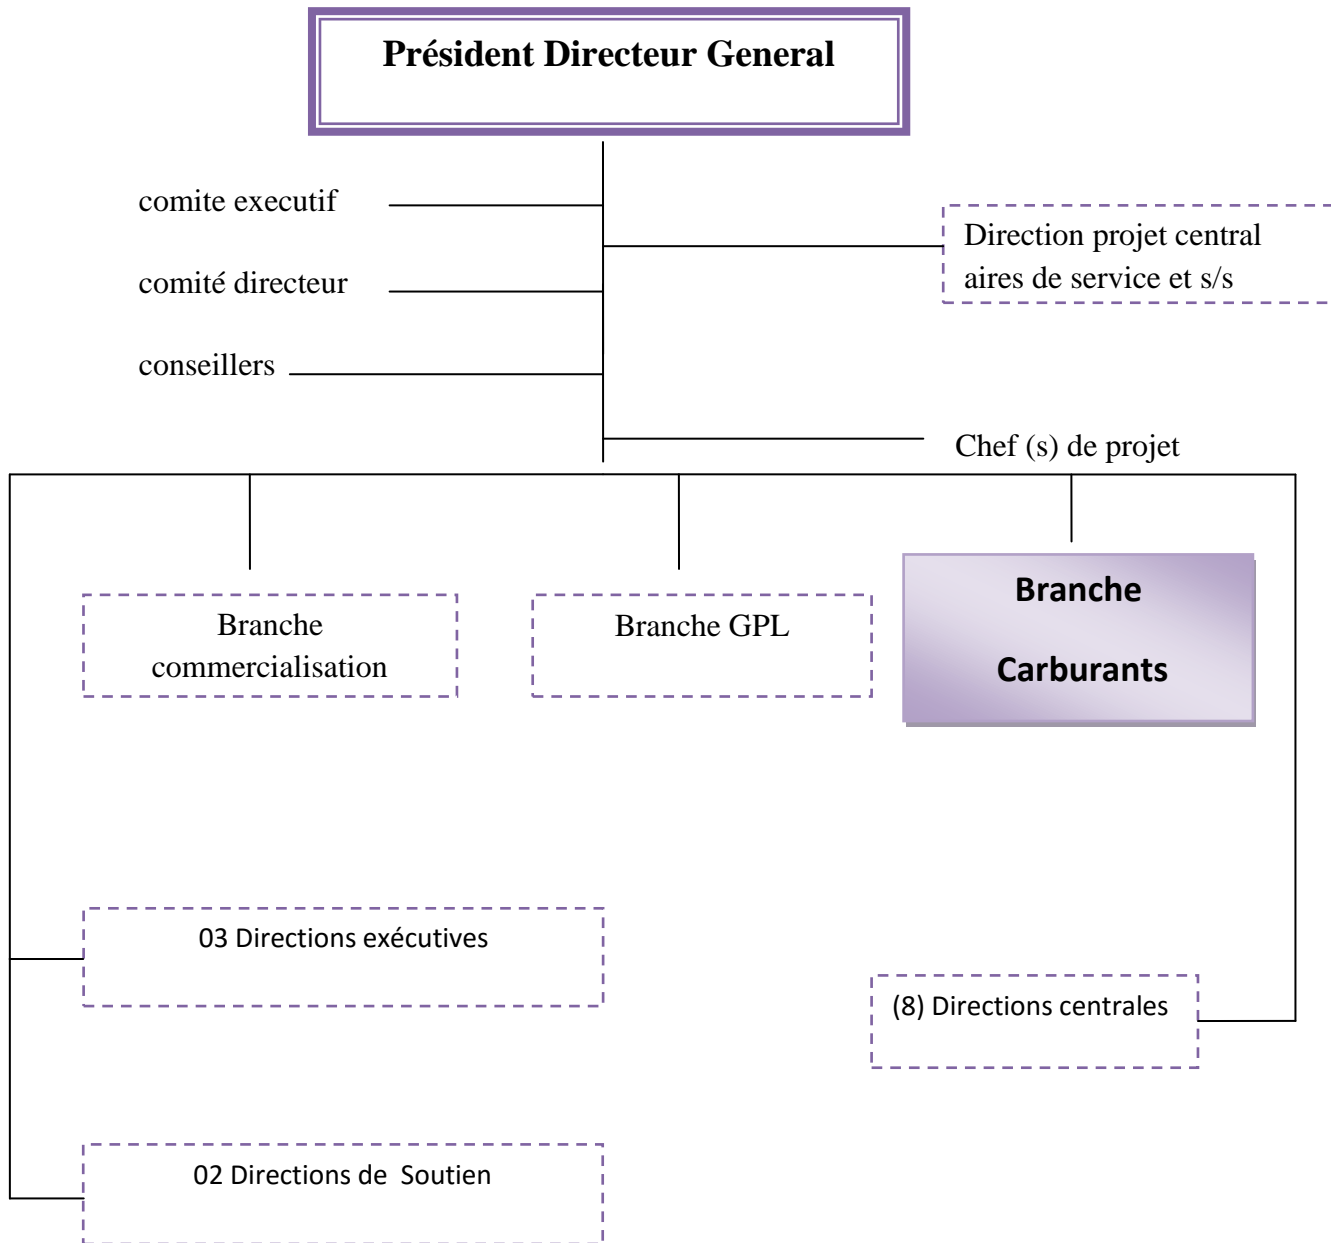 Président Directeur General
comite executif
Direction projet central
aires de service et s/s
comité directeur
conseillers
Chef (s) de projet
Branche
commercialisation
Branche GPL
Branche
Carburants
03 Directions exécutives
(8) Directions centrales
02 Directions de  Soutien